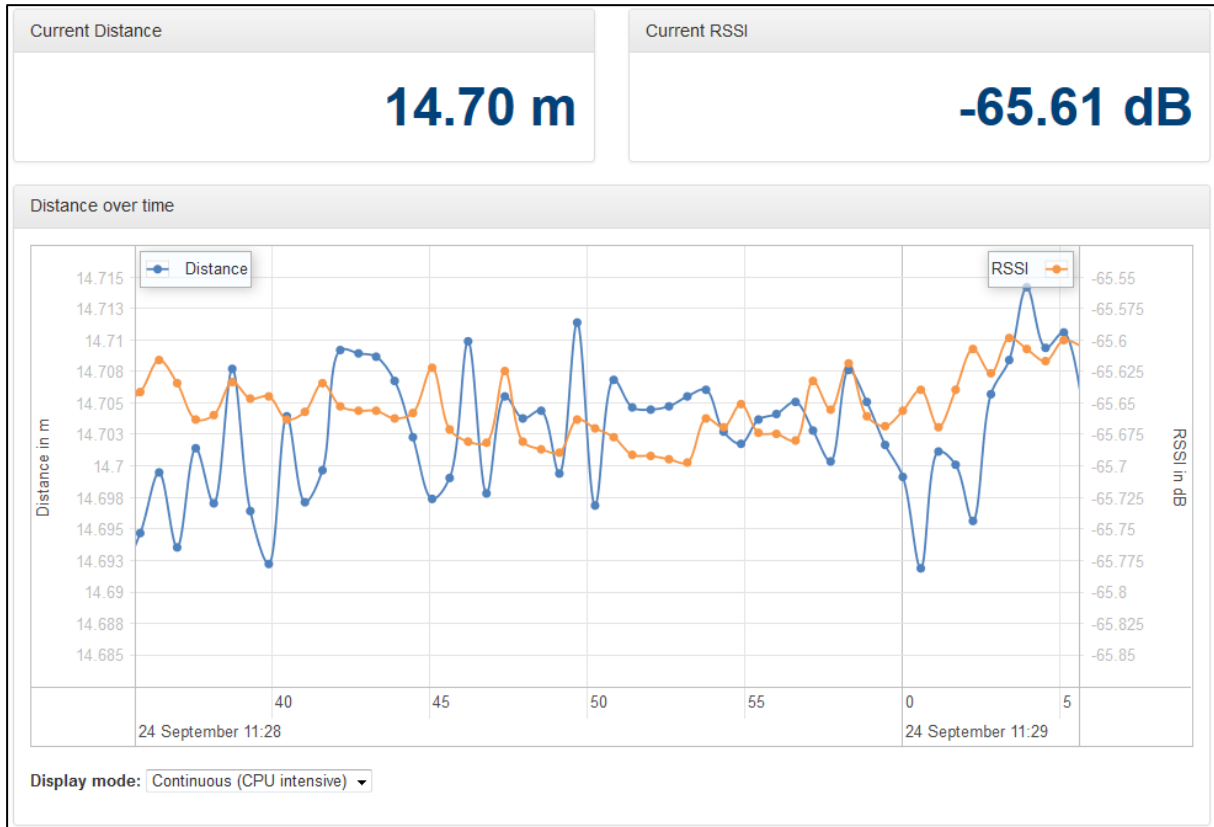 Current Distance
14.70 m
Current RSSI
-65.61 dB
Distance over time
Distance
RSSI
Distance in m
14.715
14.713
14.71
14.708
14.705
14.703
14.7
14.698
14.695
14.693
14.69
14.688
14.685
-65.55
-65.575
-65.6
-65.625
-65.65
-65.675
-65.7
-65.725
-65.75
-65.775
-65.8
-65.825
-65.85
RSSI in dB
40 45 50 55 0 5
24 September 11:28 24 September 11:29
Display mode: Continuous (CPU intensive)